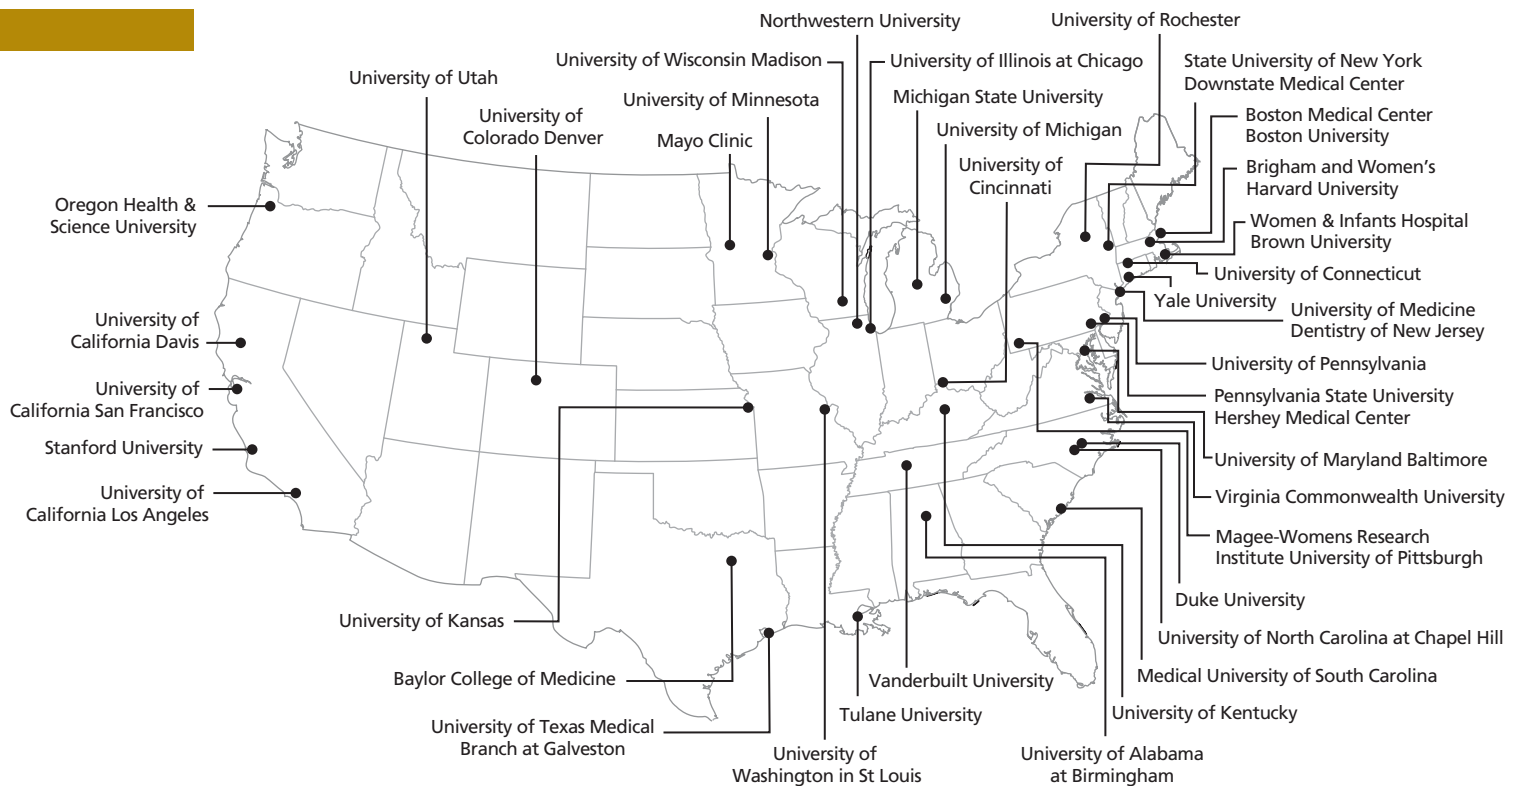 Northwestern University
University of Rochester
University of Wisconsin Madison
University of Illinois at Chicago
State University of New York
Downstate Medical Center
University of Utah
University of Minnesota
Michigan State University
University of
Colorado Denver
Boston Medical Center
Boston University
Mayo Clinic
University of Michigan
University of
Cincinnati
Brigham and Women’s
Harvard University
Oregon Health &
Science University
Women & Infants Hospital
Brown University
University of Connecticut
Yale University
University of Medicine
Dentistry of New Jersey
University of
California Davis
University of Pennsylvania
University of
California San Francisco
Pennsylvania State University
Hershey Medical Center
Stanford University
University of Maryland Baltimore
University of
California Los Angeles
Virginia Commonwealth University
Magee-Womens Research
Institute University of Pittsburgh
Duke University
University of Kansas
University of North Carolina at Chapel Hill
Baylor College of Medicine
Vanderbuilt University
Medical University of South Carolina
Tulane University
University of Kentucky
University of Texas Medical
Branch at Galveston
University of
Washington in St Louis
University of Alabama
at Birmingham